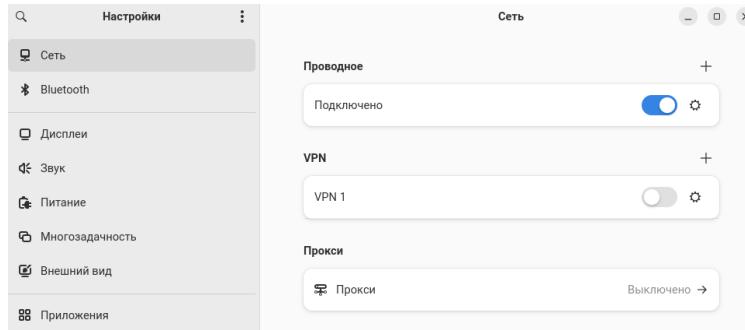 Настройки
Сеть
Bluetooth
Дисплеи
Звук
Питание
Многозадачность
Внешний вид
Приложения
Сеть
Проводное
Подключено
VPN
VPN 1
Прокси
Прокси
Выключено